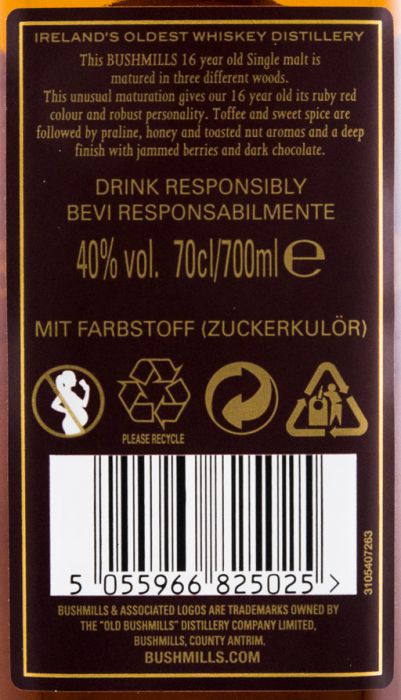 IRELAND'S OLDEST WHISKEY DISTILLERY
This BUSHMILLS 16 year old Single malt is
matured in three different woods.
This unusual maturation gives our 16 year old its ruby red
colour and robust personality. Toffee and sweet spice are
followed by praline, honey and toasted nut aromas and a deep
finish with jammed berries and dark chocolate.
DRINK RESPONSIBLY
BEVI RESPONSABILMENTE
40% vol. 70cl/700ml e
MIT FARBSTOFF (ZUCKERKULÖR)
PLEASE RECYCLE
5 055966 825025 >
3105407263
BUSHMILLS & ASSOCIATED LOGOS ARE TRADEMARKS OWNED BY
THE "OLD BUSHMILLS" DISTILLERY COMPANY LIMITED,
BUSHMILLS, COUNTY ANTRIM.
BUSHMILLS.COM